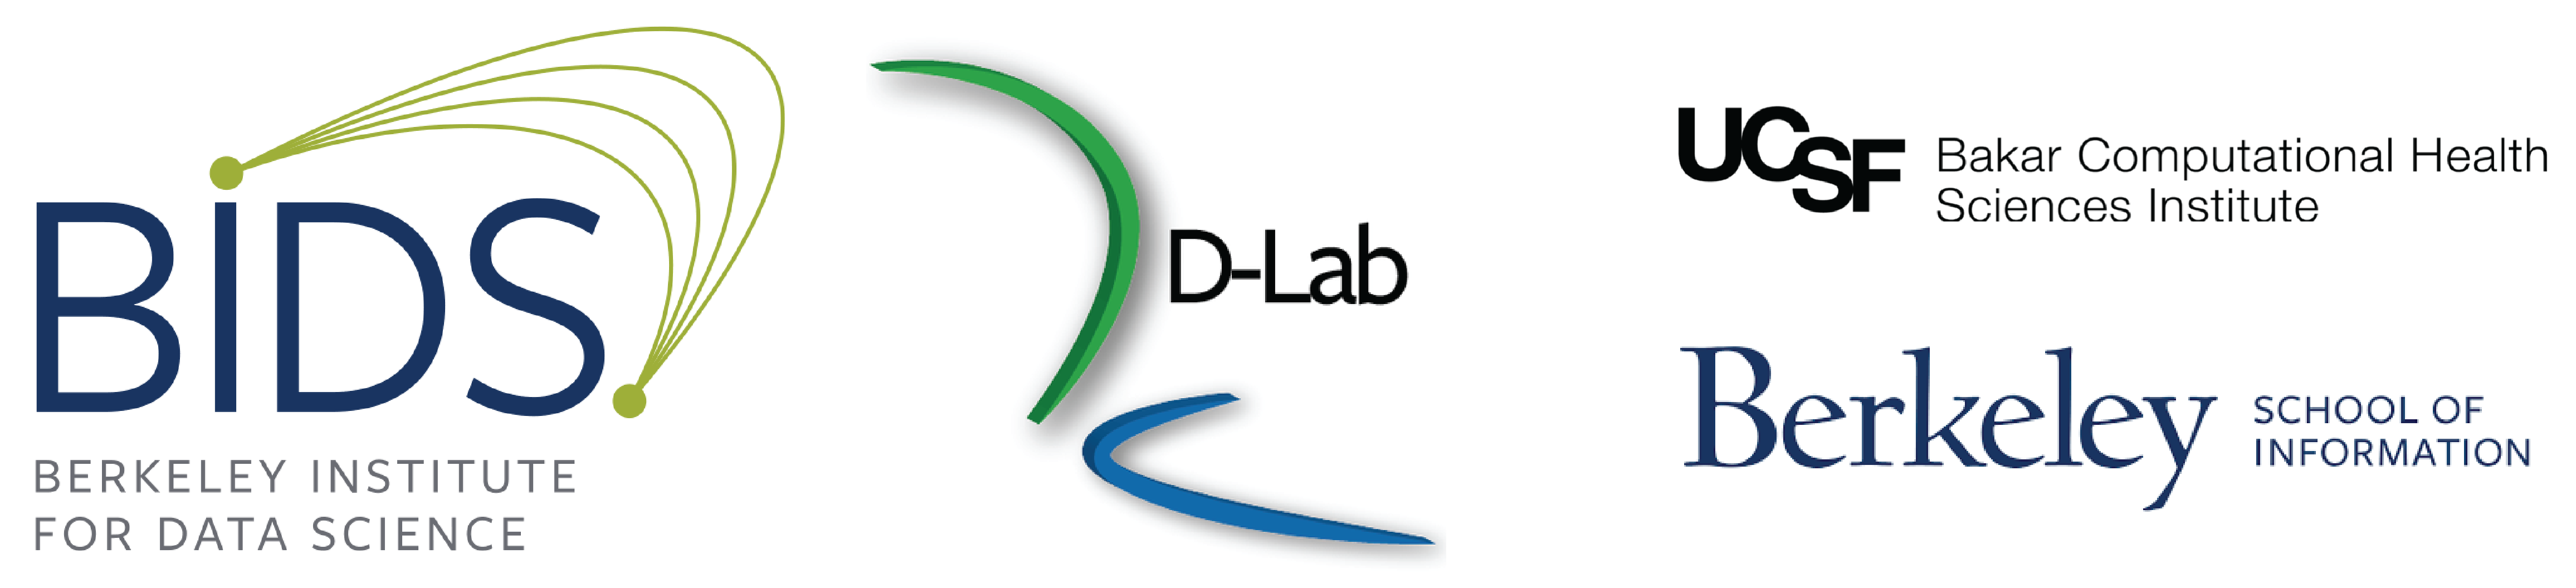 BIDS
BERKELEY INSTITUTE
FOR DATA SCIENCE
D-Lab
UCSF
Bakar Computational Health
Sciences Institute
Berkeley
SCHOOL OF
INFORMATION